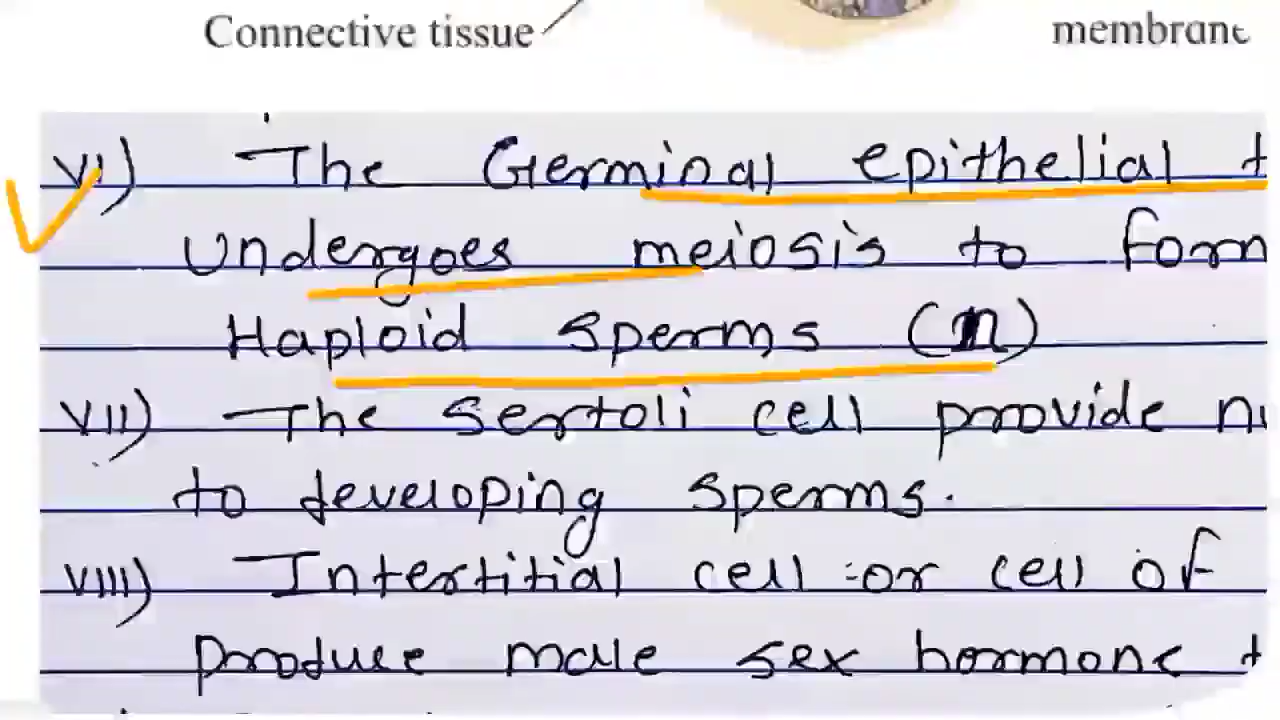 Connective tissue
membrane
VI) The Germinal epithelial
Undergoes meiosis to form
Haploid sperms (n)
VII) The Sertoli cell provide
to developing sperms.
VIII) Intertitial cell or cell of
produce male sex hormone